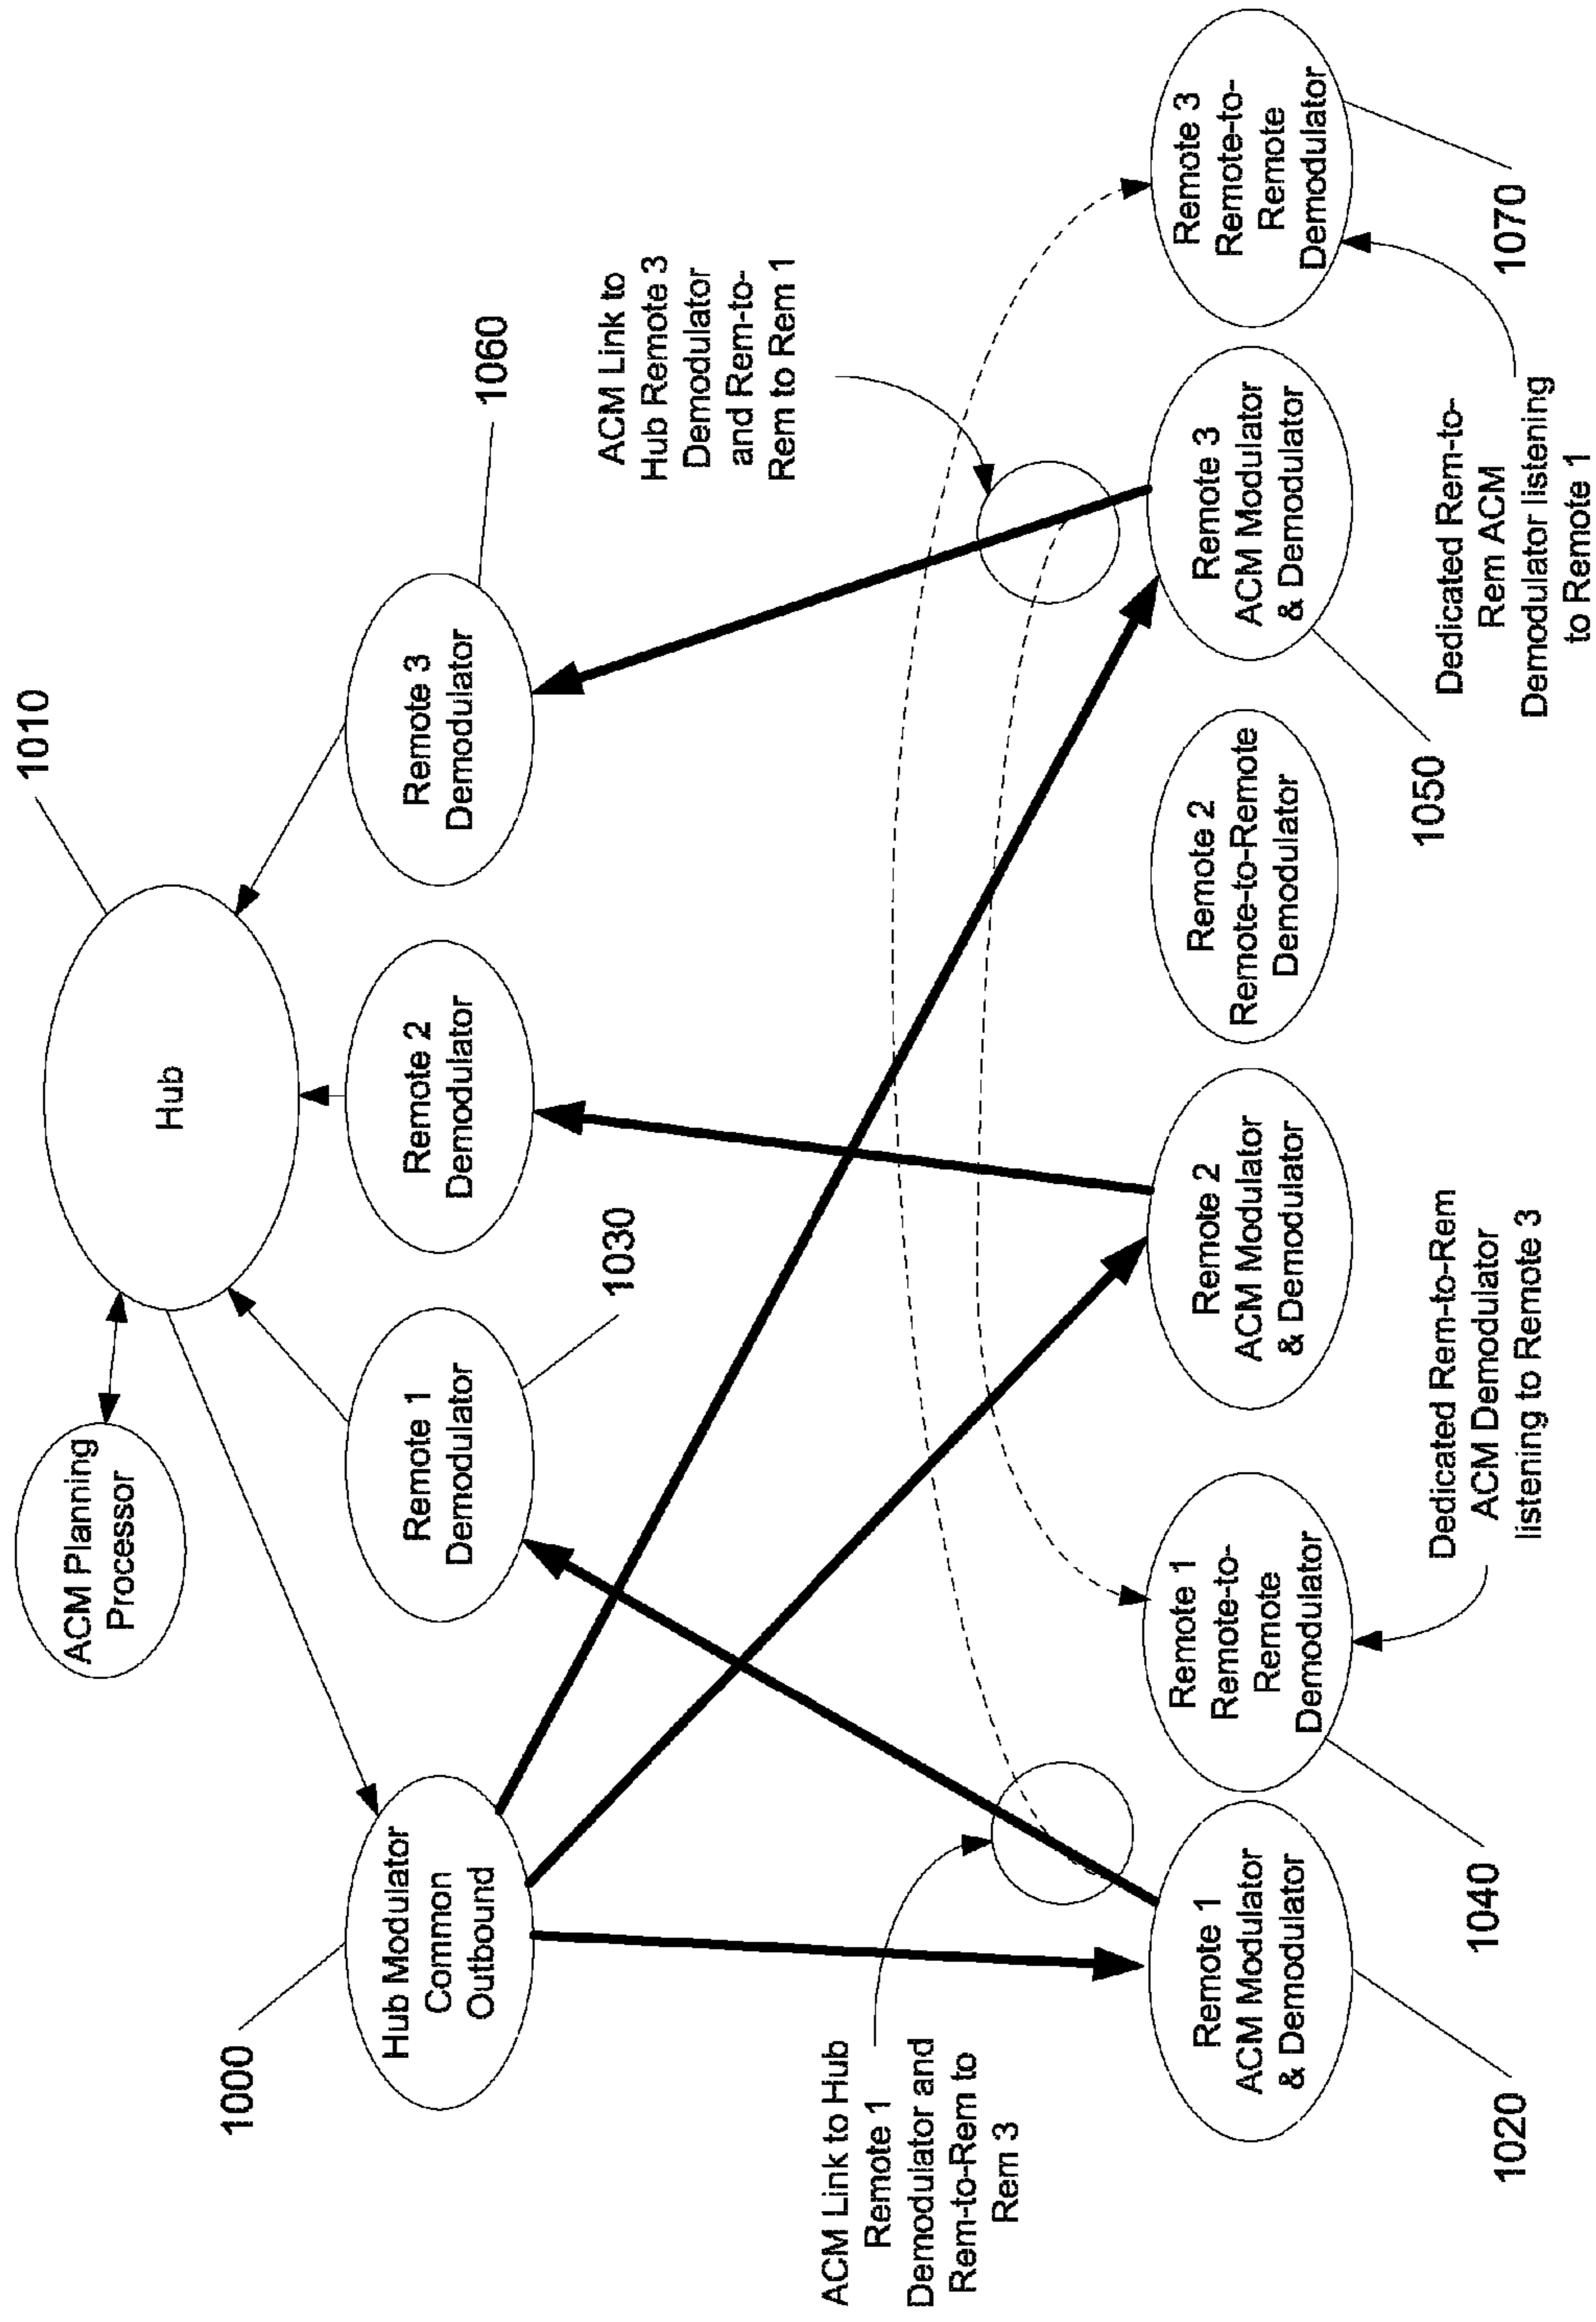 1010
ACM Planning
Processor
Hub
1000
Hub Modulator
Common
Outbound
Remote 1
Demodulator
1030
Remote 2
Demodulator
Remote 3
Demodulator
1060
ACM Link to Hub
Remote 1
Demodulator and
Rem-to-Rem to
Rem 3
ACM Link to
Hub Remote 3
Demodulator
and Rem-to-
Rem to Rem 1
Remote 1
ACM Modulator
& Demodulator
Remote 1
Remote-to-
Remote
Demodulator
Remote 2
ACM Modulator
& Demodulator
Remote 2
Remote-to-Remote
Demodulator
Remote 3
ACM Modulator
& Demodulator
Remote 3
Remote-to-
Remote
Demodulator
1020
1040
Dedicated Rem-to-Rem
ACM Demodulator
listening to Remote 3
1050
Dedicated Rem-to-
Rem ACM
Demodulator listening
to Remote 1
1070